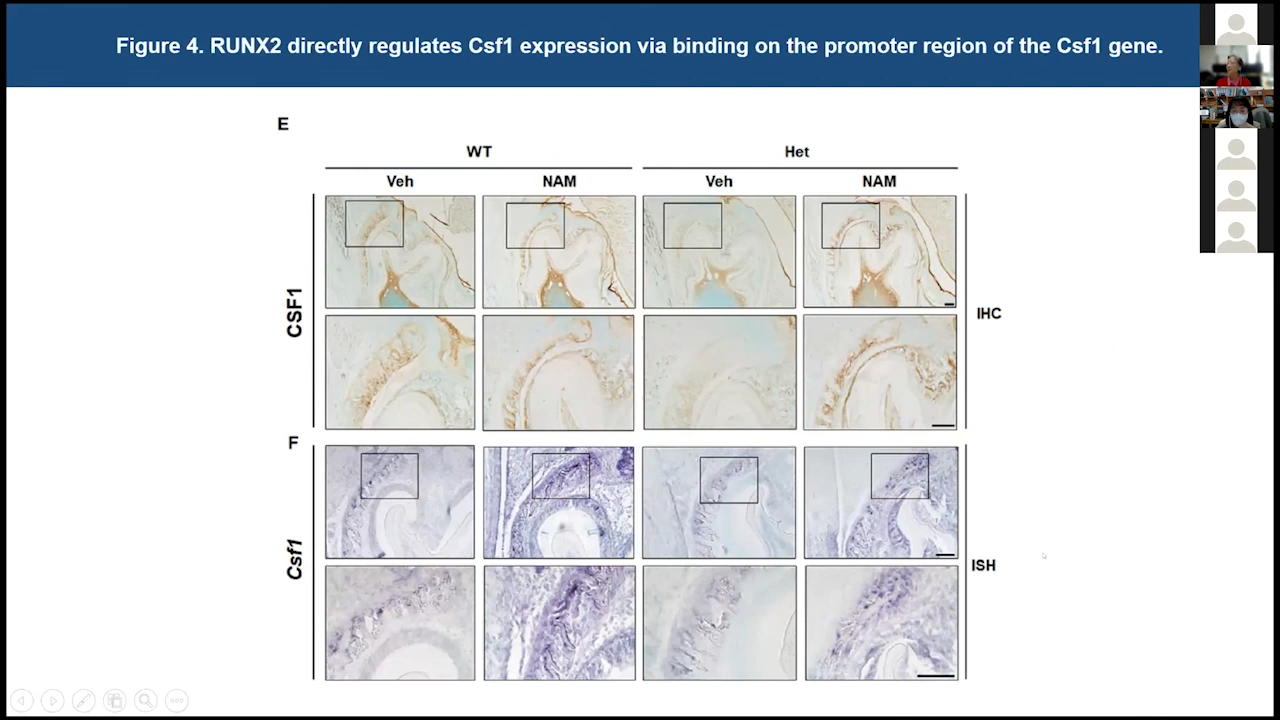 Figure 4. RUNX2 directly regulates Csf1 expression via binding on the promoter region of the Csf1 gene.
E
WT Het
Veh NAM Veh NAM
CSF1
IHC
F
Csf1
ISH